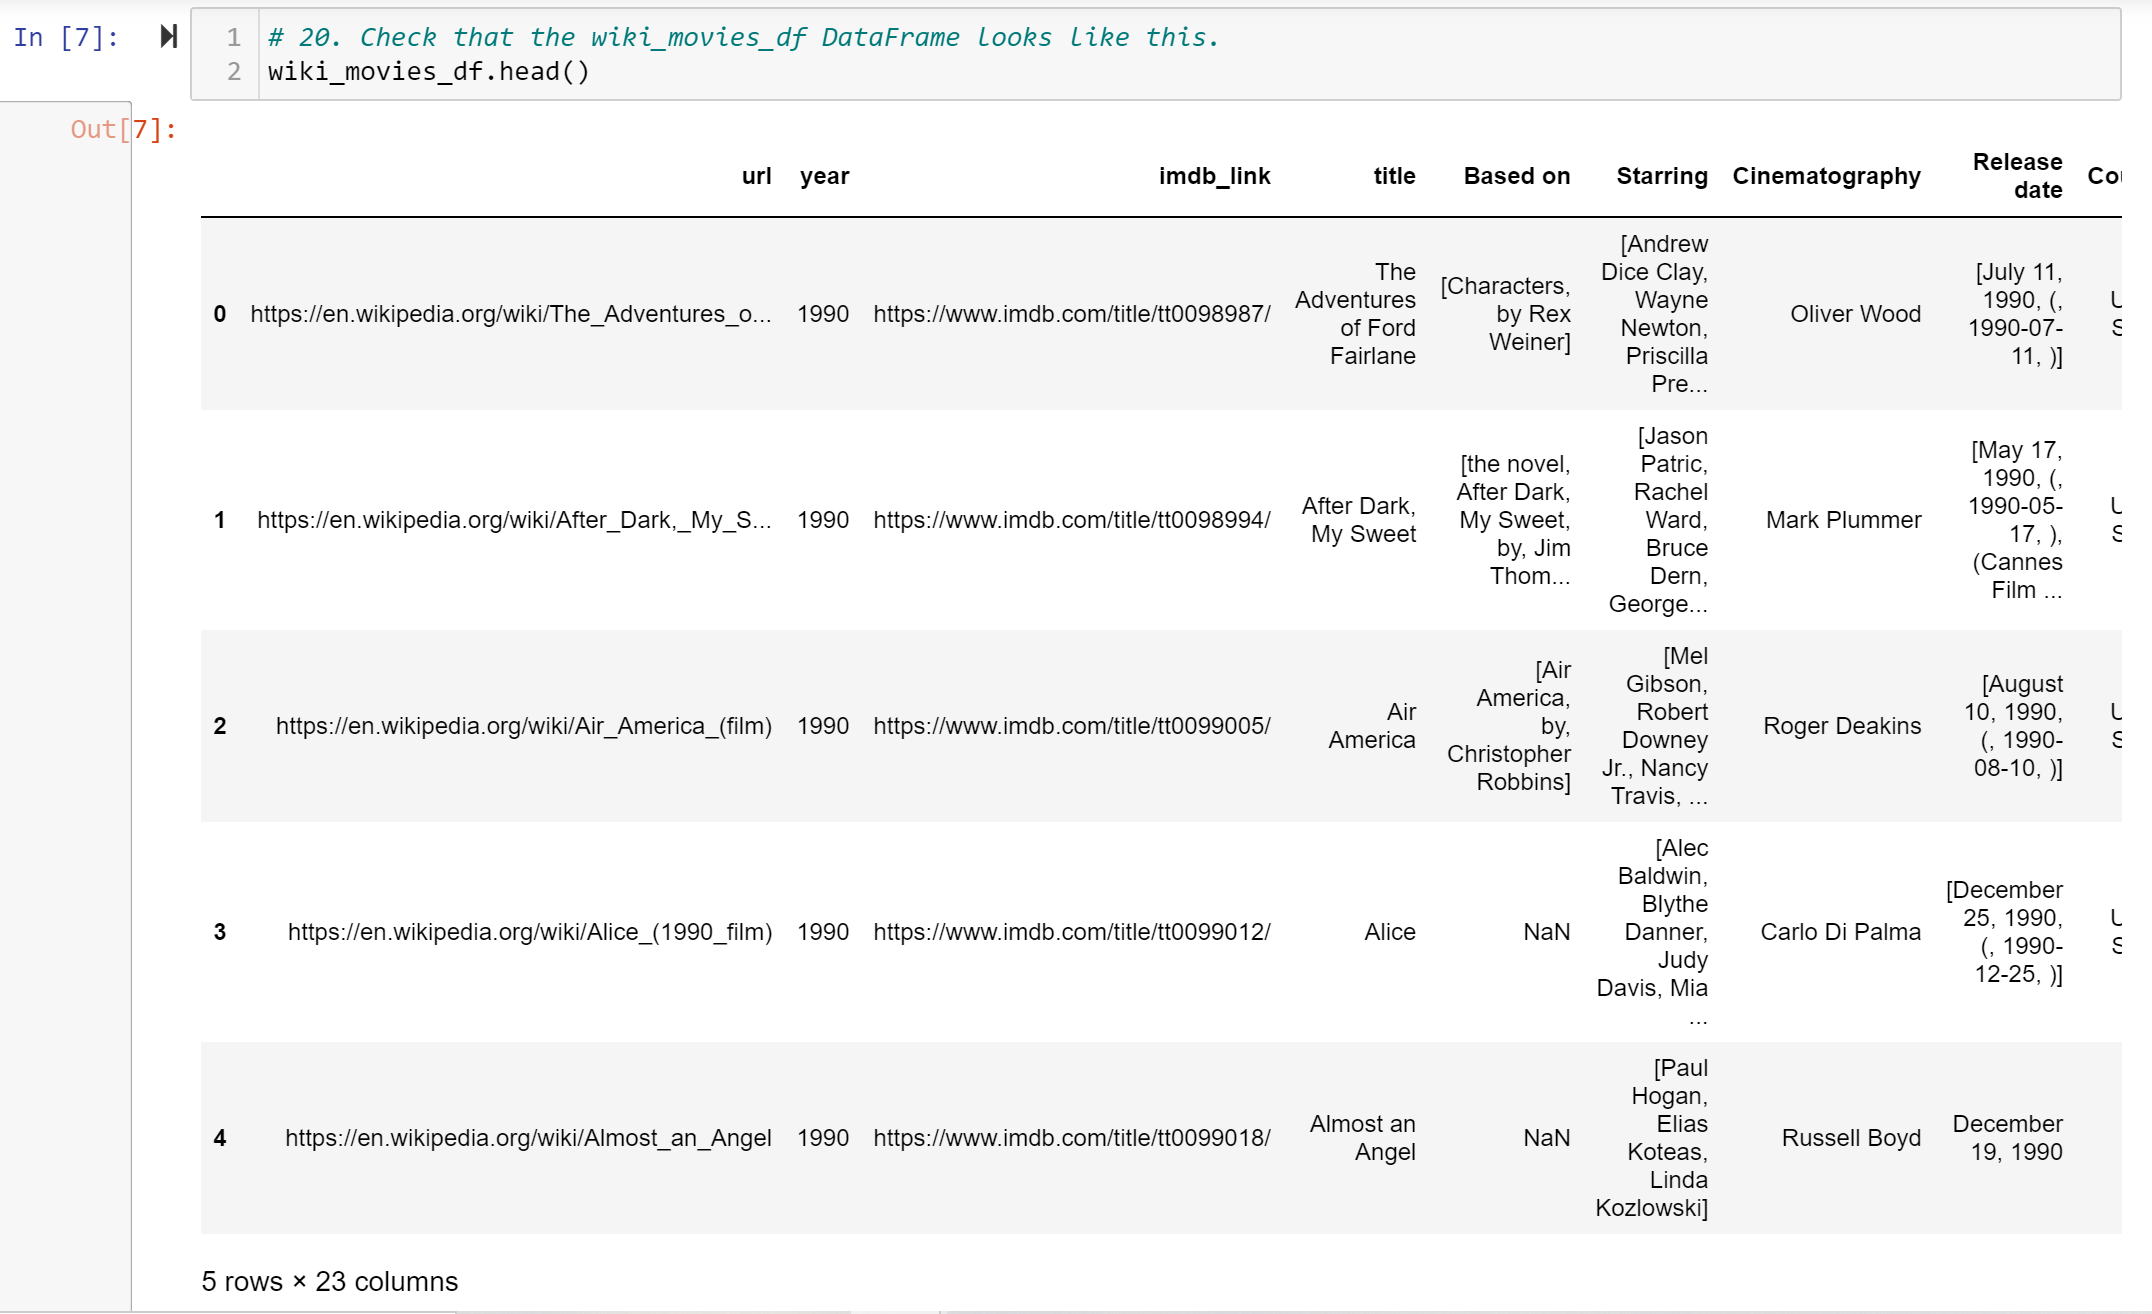 In [7]:
1 # 20. Check that the wiki_movies_df DataFrame looks like this.
2 wiki_movies_df.head()
Out[7]:
url year imdb_link title Based on Starring Cinematography Release date
0 https://en.wikipedia.org/wiki/The_Adventures_o... 1990 https://www.imdb.com/title/tt0098987/ The Adventures of Ford Fairlane [Characters, by Rex Weiner] [Andrew Dice Clay, Wayne Newton, Priscilla Pre... Oliver Wood [July 11, 1990, (, 1990-07-11, )]
1 https://en.wikipedia.org/wiki/After_Dark,_My_S... 1990 https://www.imdb.com/title/tt0098994/ After Dark, My Sweet [the novel, After Dark, My Sweet, by, Jim Thom... [Jason Patric, Rachel Ward, Bruce Dern, George... Mark Plummer [May 17, 1990, (, 1990-05-17, ), (Cannes Film ...
2 https://en.wikipedia.org/wiki/Air_America_(film) 1990 https://www.imdb.com/title/tt0099005/ Air America [Air America, by, Christopher Robbins] [Mel Gibson, Robert Downey Jr., Nancy Travis, ... Roger Deakins [August 10, 1990, (, 1990-08-10, )]
3 https://en.wikipedia.org/wiki/Alice_(1990_film) 1990 https://www.imdb.com/title/tt0099012/ Alice NaN [Alec Baldwin, Blythe Danner, Judy Davis, Mia ... Carlo Di Palma [December 25, 1990, (, 1990-12-25, )]
4 https://en.wikipedia.org/wiki/Almost_an_Angel 1990 https://www.imdb.com/title/tt0099018/ Almost an Angel NaN [Paul Hogan, Elias Koteas, Linda Kozlowski] Russell Boyd December 19, 1990
5 rows × 23 columns